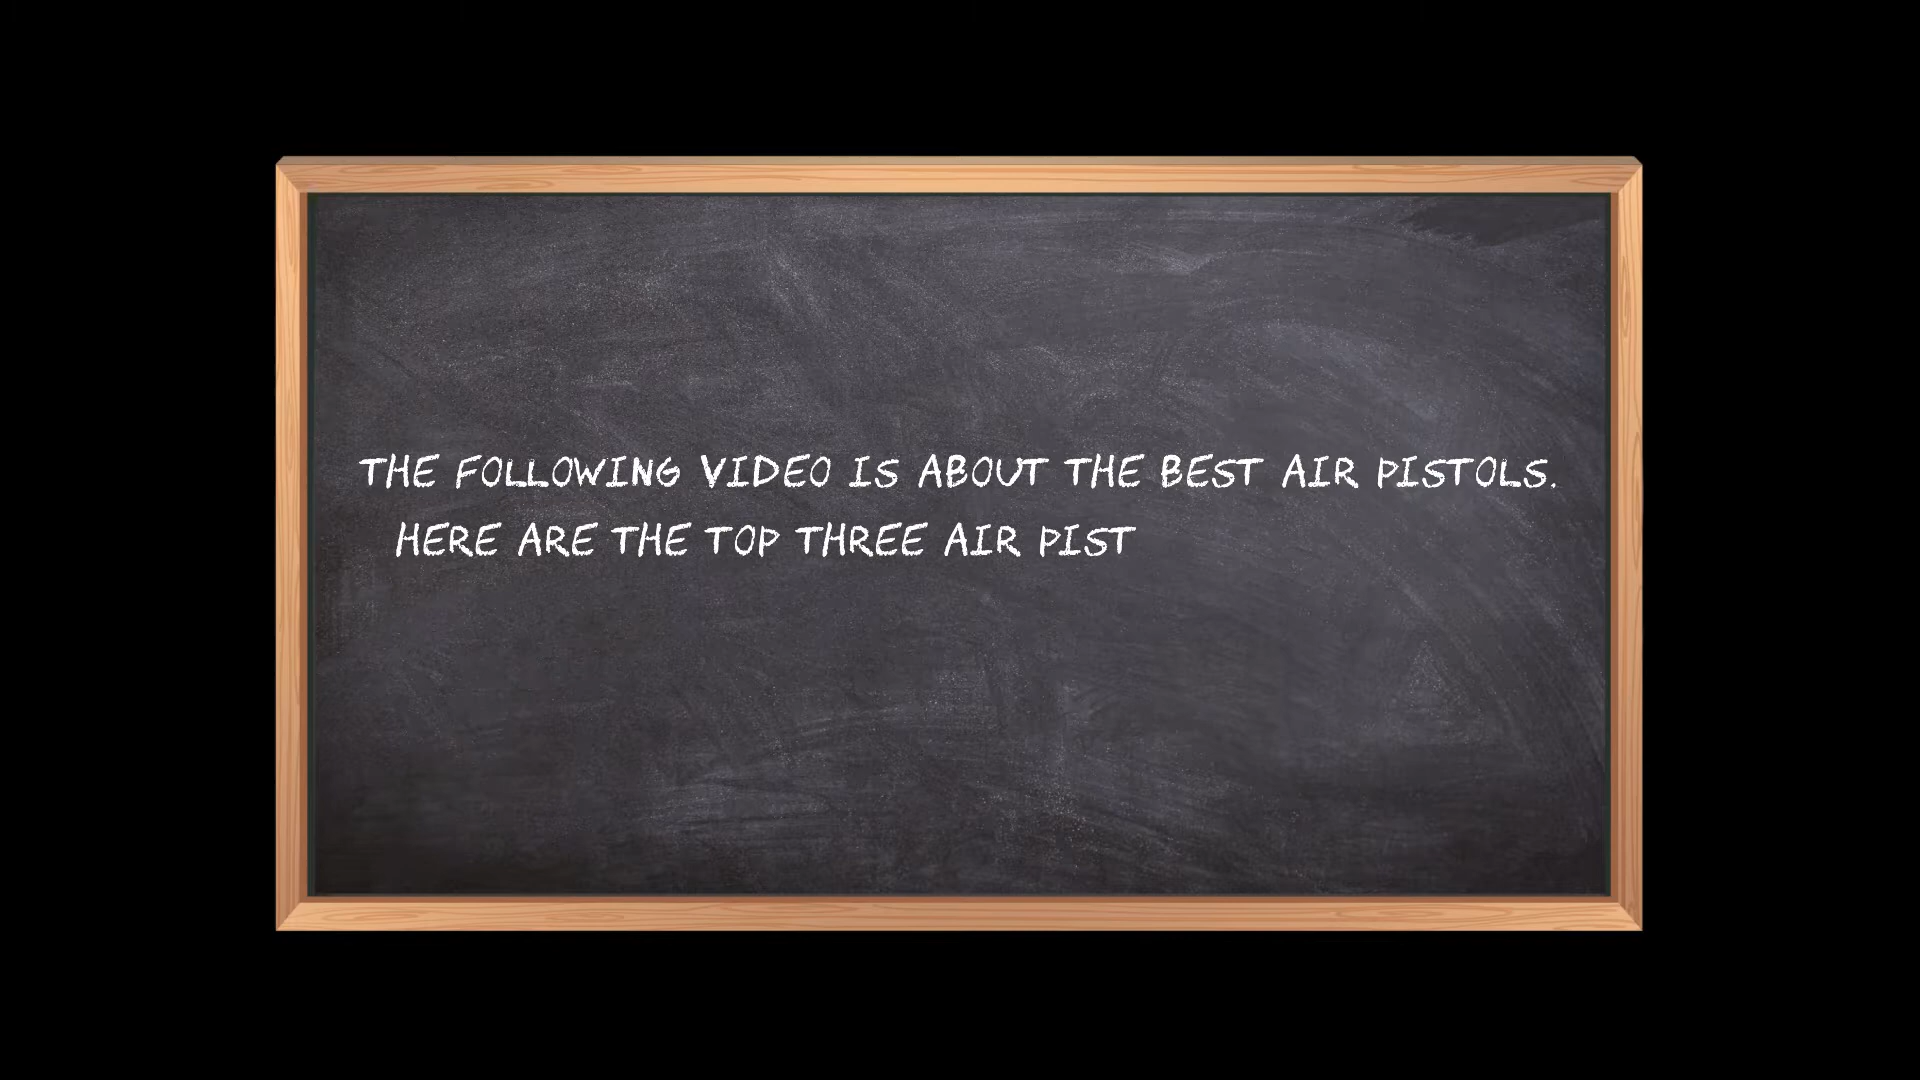 THE FOLLOWING VIDEO IS ABOUT THE BEST AIR PISTOLS.
HERE ARE THE TOP THREE AIR PIST